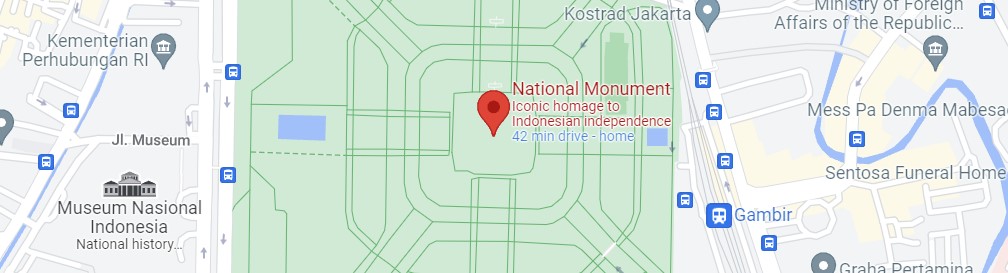 Kementerian
Perhubungan RI
Jl. Museum
Museum Nasional
Indonesia
National history...
Kostrad Jakarta
National Monument
Iconic homage to
Indonesian independence
42 min drive - home
Ministry of Foreign
Affairs of the Republic...
Mess Pa Denma Mabesa
Sentosa Funeral Home
Gambir
Graha Pertamina